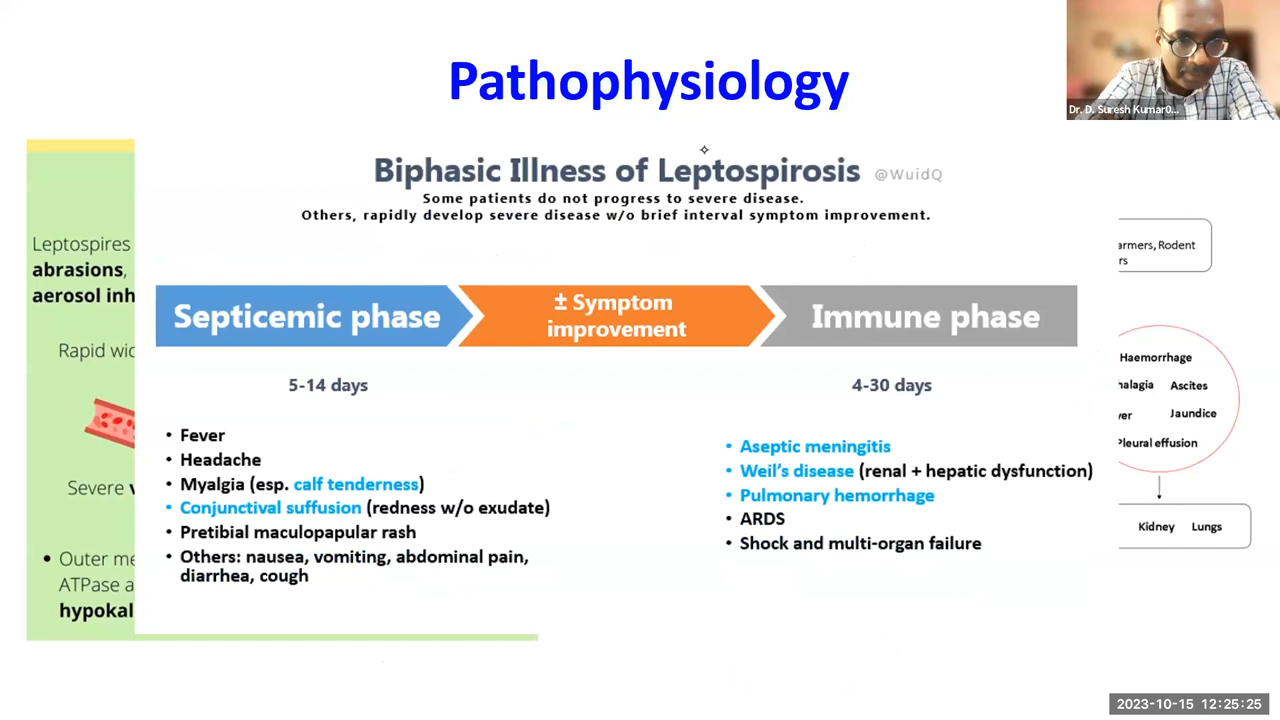 Pathophysiology
Dr. D. Suresh Kumar0...
Biphasic Illness of Leptospirosis @WuidQ
Some patients do not progress to severe disease.
Others, rapidly develop severe disease w/o brief interval symptom improvement.
Leptospires
abrasions,
aerosol inh
Rapid wid
Severe v
• Outer me
ATPase a
hypokal
Septicemic phase
± Symptom
improvement
Immune phase
5-14 days
4-30 days
• Fever
• Headache
• Myalgia (esp. calf tenderness)
• Conjunctival suffusion (redness w/o exudate)
• Pretibial maculopapular rash
• Others: nausea, vomiting, abdominal pain,
diarrhea, cough
• Aseptic meningitis
• Weil's disease (renal + hepatic dysfunction)
• Pulmonary hemorrhage
• ARDS
• Shock and multi-organ failure
armers, Rodent
rs
Haemorrhage
halagia Ascites
ver Jaundice
Pleural effusion
Kidney Lungs
2023-10-15 12:25:25